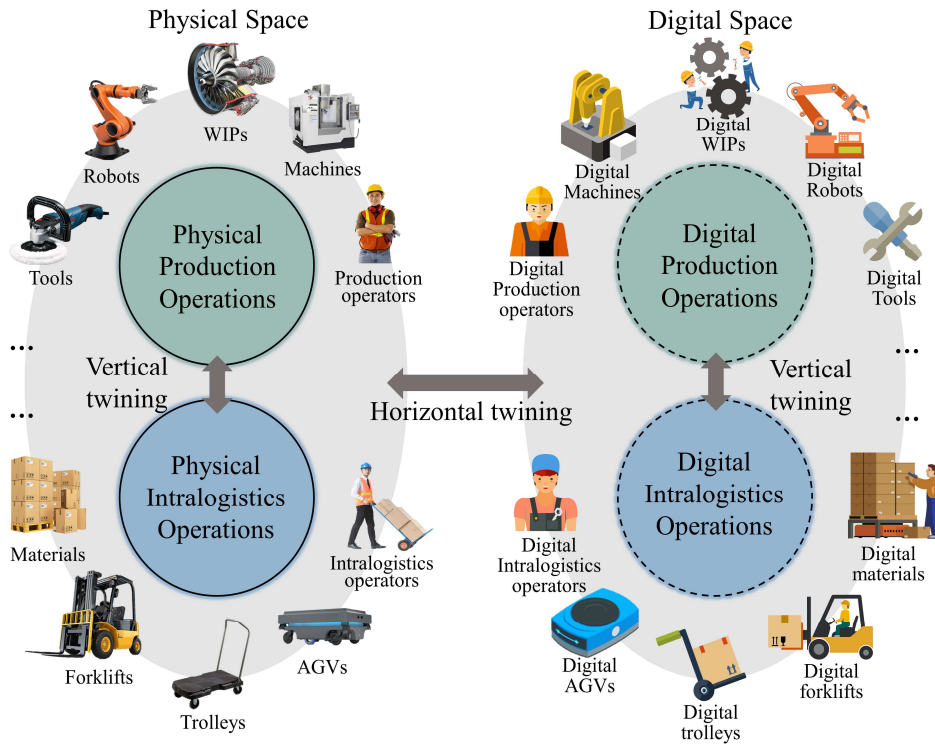 Physical Space
Digital Space
WIPs
Robots
Machines
Tools
Production
operators
Physical
Production
Operations
Digital
WIPs
Digital
Machines
Digital
Robots
Digital
Production
operators
Digital
Tools
Digital
Production
Operations
...
Vertical
twining
...
Horizontal twining
...
Vertical
twining
...
Physical
Intralogistics
Operations
Materials
Intralogistics
operators
Forklifts
AGVs
Trolleys
Digital
Intralogistics
Operations
Digital
Intralogistics
operators
Digital
materials
Digital
AGVs
Digital
forklifts
Digital
trolleys